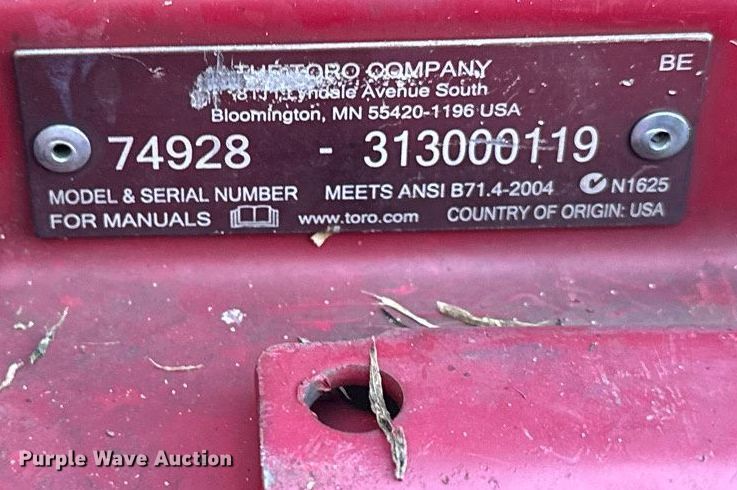 THE TORO COMPANY
BE
8111 Lyndale Avenue South
Bloomington, MN 55420-1196 USA
74928 - 313000119
MODEL & SERIAL NUMBER MEETS ANSI B71.4-2004 N1625
FOR MANUALS www.toro.com COUNTRY OF ORIGIN: USA
Purple Wave Auction